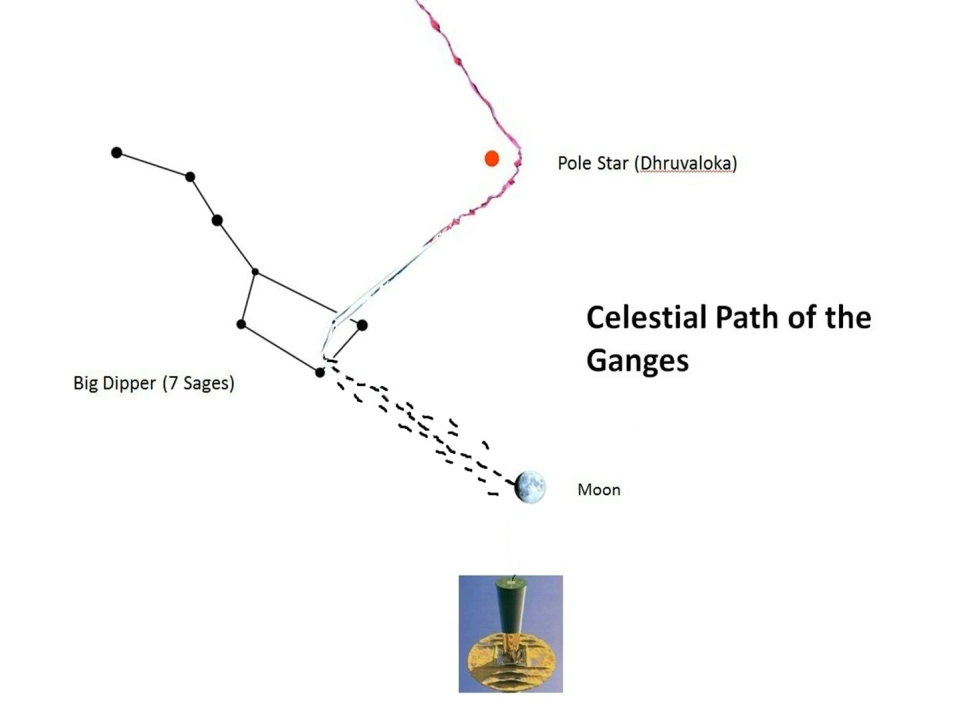 Pole Star (Dhruvaloka)
Celestial Path of the
Ganges
Big Dipper (7 Sages)
Moon